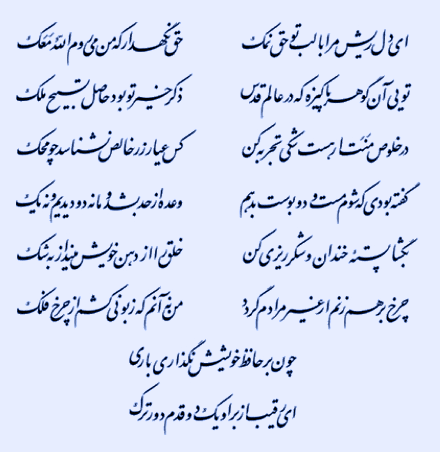 ای دل ریش مرا با لب تو حق نمک حق نگهدار که من می‌روم الله معک
تویی آن گوهر پاکیزه که در عالم قدس ذکر خیر تو بود حاصل تسبیح ملک
در خلوص منت ار هست شکی تجربه کن کس عیار زر خالص نشناسد چو محک
گفته بودی که شوم مست و دو بوست بدهم وعده از حد بشد و ما نه دو دیدیم و نه یک
بگشا پسته خندان و شکرریزی کن خلق را از دهن خویش مینداز به شک
چرخ برهم زنم ار غیر مرادم گردد من نه آنم که زبونی کشم از چرخ فلک
چون بر حافظ خویشش نگذاری باری
ای رقیب از بر او یک دو قدم دورترک